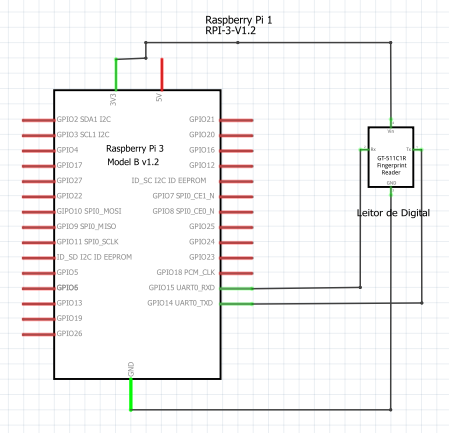 Raspberry Pi 1
RPI-3-V1.2
3V3
5V
Vin
GPIO2 SDA1 I2C
GPIO21
GPIO3 SCL1 I2C
GPIO20
GPIO4
Raspberry Pi 3
GPIO16
Rx
Tx
GT-511C1R
Fingerprint
Reader
GPIO17
Model B v1.2
GPIO12
GPIO27
ID_SC I2C ID EEPROM
GND
GPIO22
GPIO7 SPI0_CE1_N
GPIO10 SPI0_MOSI
GPIO8 SPI0_CE0_N
Leitor de Digital
GPIO9 SPI0_MISO
GPIO25
GPIO11 SPI0_SCLK
GPIO24
ID_SD I2C ID EEPROM
GPIO23
GPIO5
GPIO18 PCM_CLK
GPIO6
GPIO15 UART0_RXD
GPIO13
GPIO14 UART0_TXD
GPIO19
GPIO26
GND